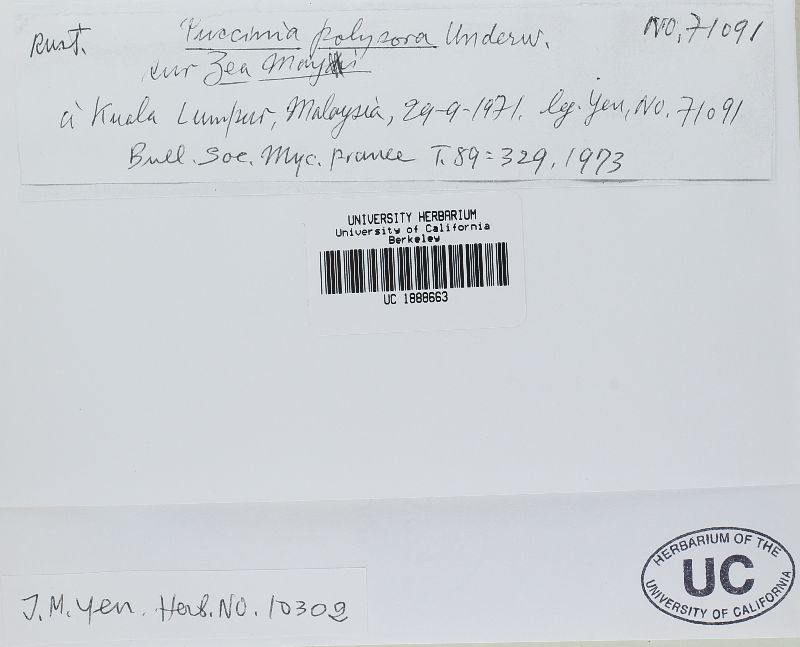 Rust. Puccinia polysora Underw. NO. 71091
sur Zea Mays
à Kuala Lumpur, Malaysia, 29-9-1971. leg. Yen, NO. 71091
Bull. Soc. Myc. France T. 89 = 329, 1973
UNIVERSITY HERBARIUM
University of California
Berkeley
UC 1888663
HERBARIUM OF THE
UC
UNIVERSITY OF CALIFORNIA
J. M. Yen. Herb. NO. 10302